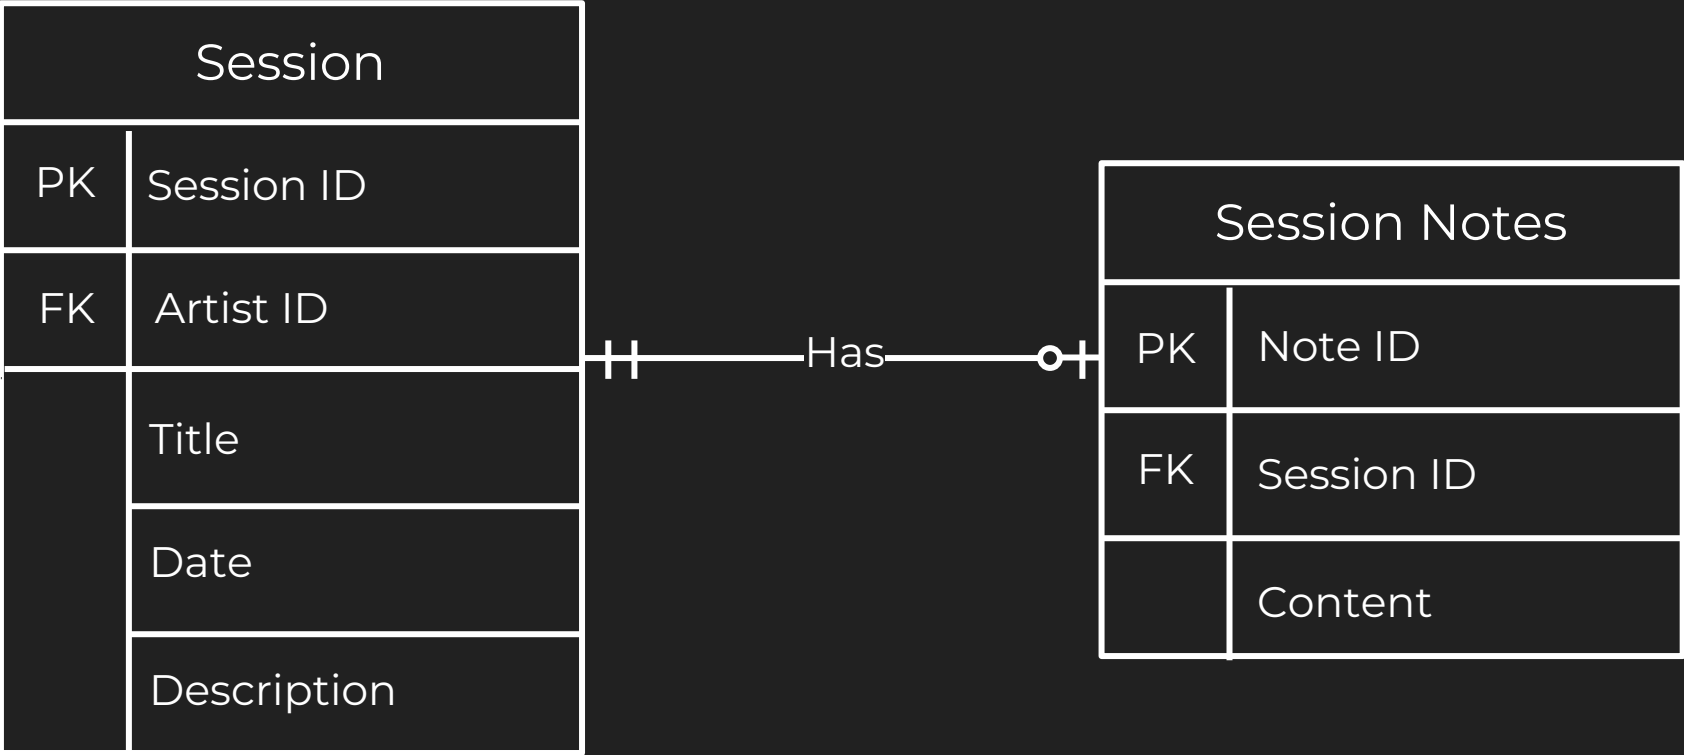 Session
PK Session ID
FK Artist ID
Title
Date
Description
Has
Session Notes
PK Note ID
FK Session ID
Content